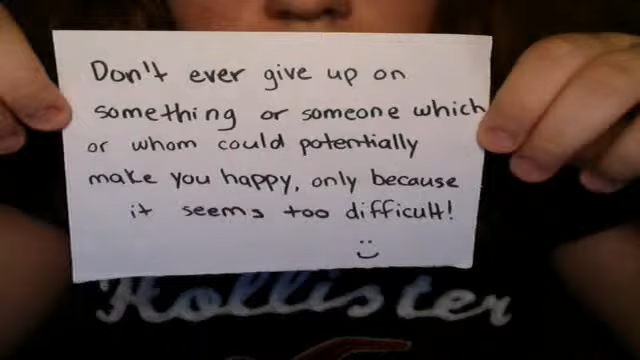 Don't ever give up on
something or someone which
or whom could potentially
make you happy, only because
it seems too difficult!
Hollister